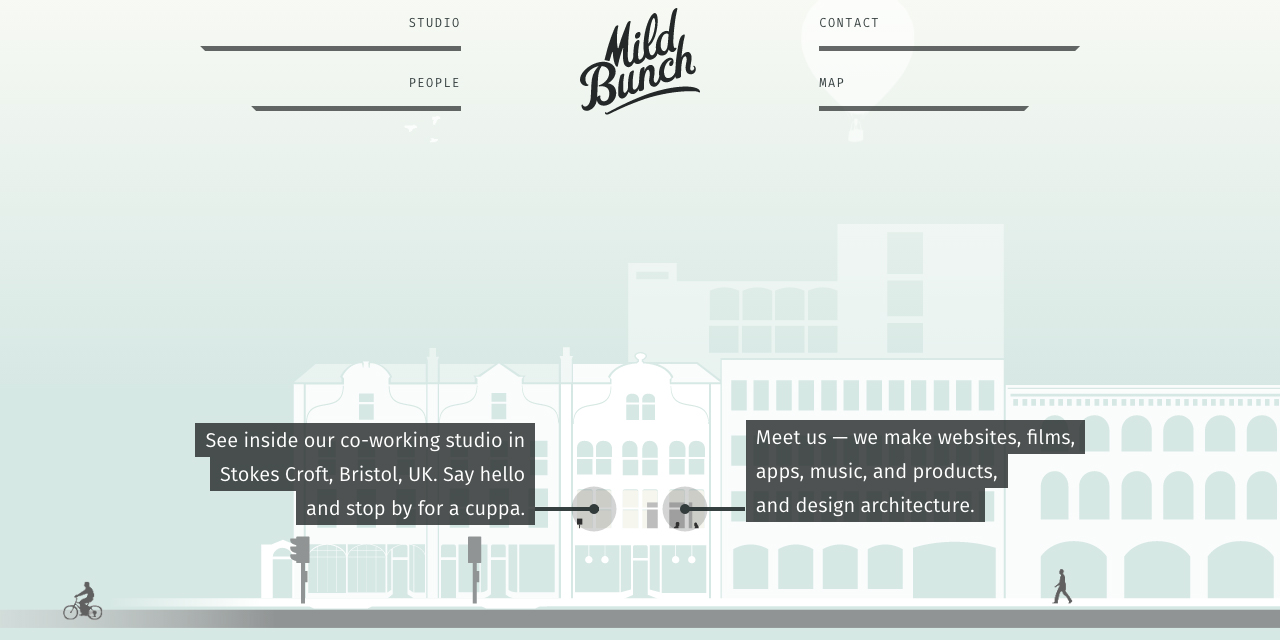 STUDIO
PEOPLE
Mild
Bunch
CONTACT
MAP
See inside our co-working studio in
Stokes Croft, Bristol, UK. Say hello
and stop by for a cuppa.
Meet us — we make websites, films,
apps, music, and products,
and design architecture.